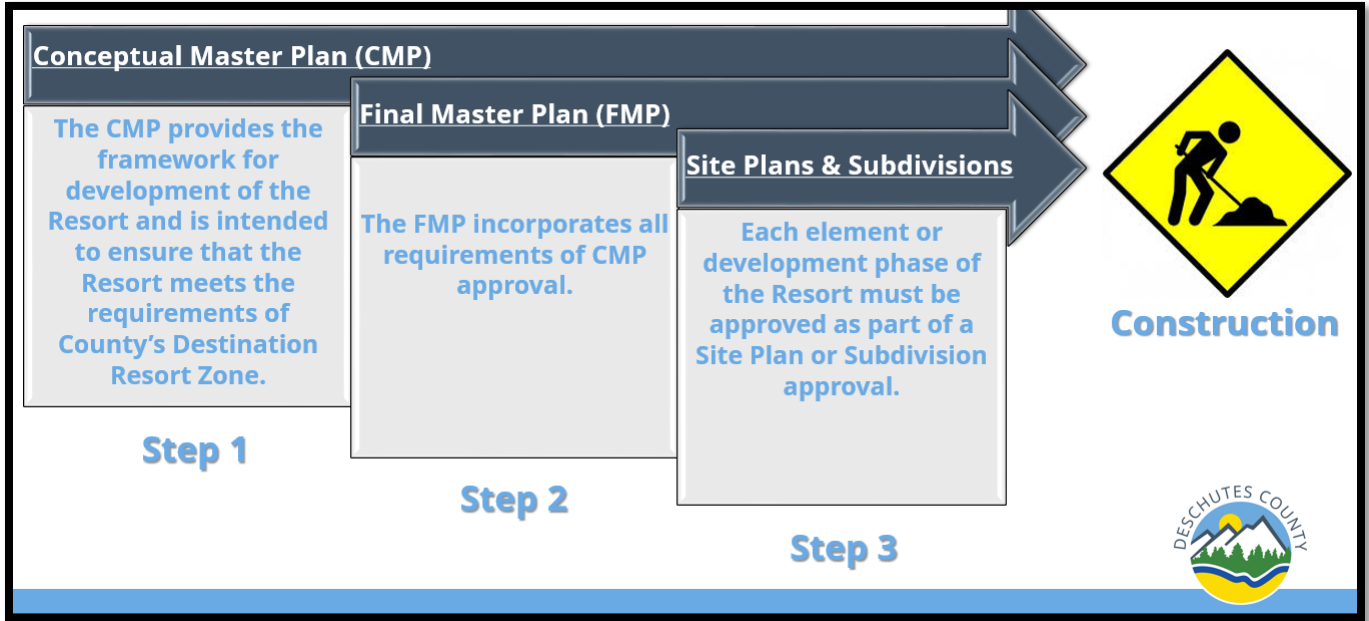 Conceptual Master Plan (CMP)
The CMP provides the
framework for
development of the
Resort and is intended
to ensure that the
Resort meets the
requirements of
County’s Destination
Resort Zone.
Step 1
Final Master Plan (FMP)
The FMP incorporates all
requirements of CMP
approval.
Step 2
Site Plans & Subdivisions
Each element or
development phase of
the Resort must be
approved as part of a
Site Plan or Subdivision
approval.
Step 3
Construction
DESCHUTES COUNTY